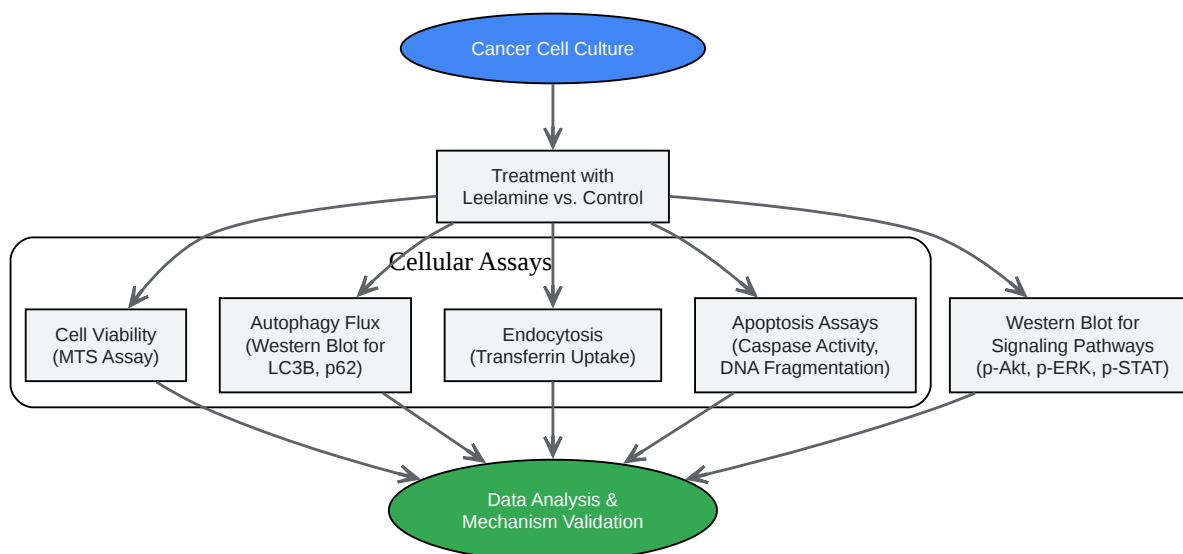 Cancer Cell Culture
Treatment with
Leelamine vs. Control
Cellular Assays
Cell Viability
(MTS Assay)
Autophagy Flux
(Western Blot for
LC3B, p62)
Endocytosis
(Transferrin Uptake)
Apoptosis Assays
(Caspase Activity,
DNA Fragmentation)
Western Blot for
Signaling Pathways
(p-Akt, p-ERK, p-STAT)
Data Analysis &
Mechanism Validation